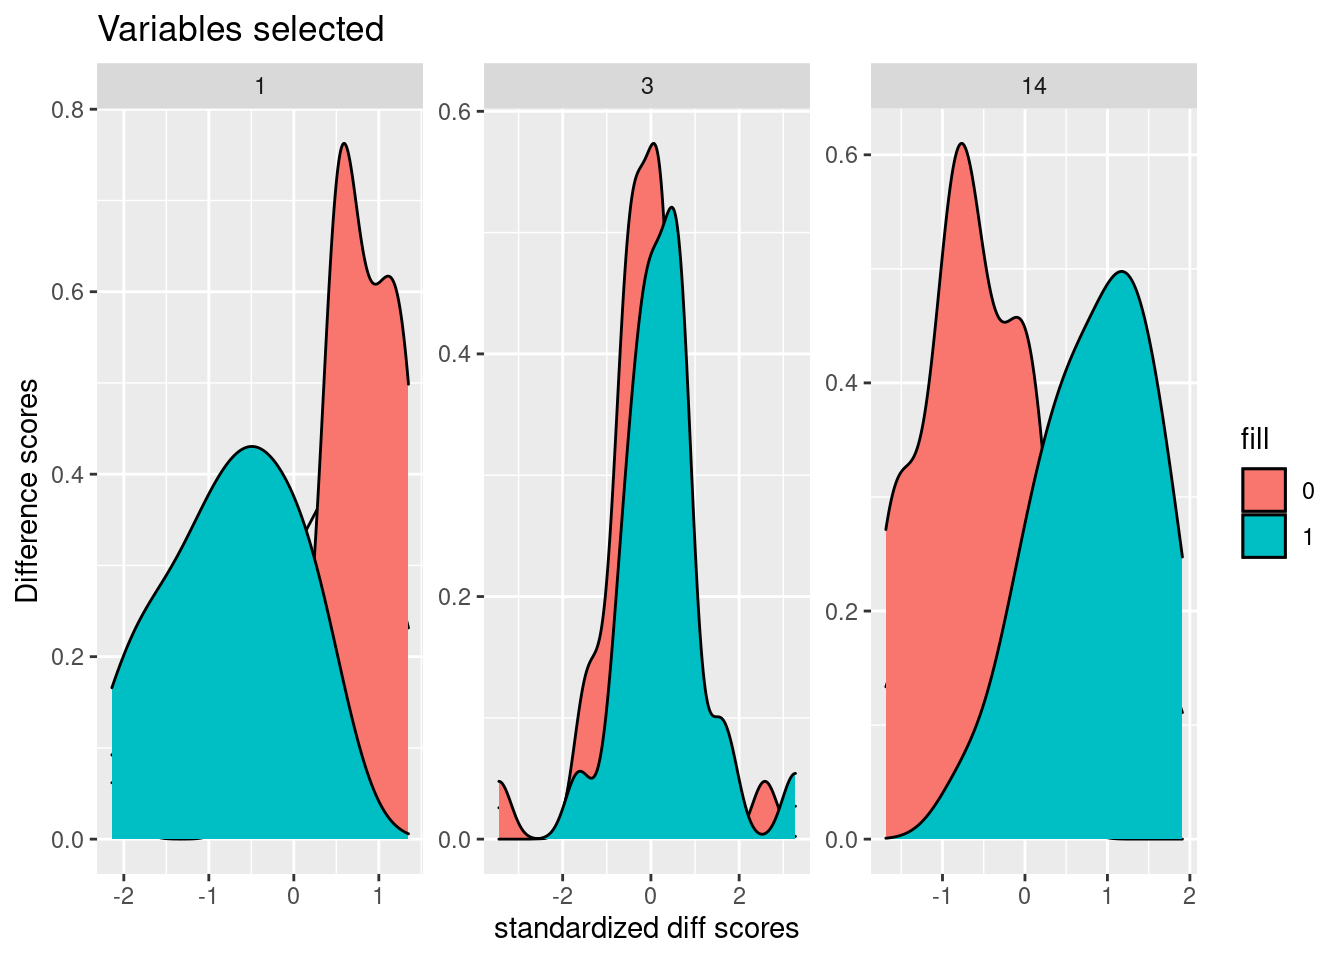 Variables selected
1
3
14
0.8
0.6
0.4
0.2
0.0
0.6
0.4
0.2
0.0
0.6
0.4
0.2
0.0
-2 -1 0 1
-2 0 2
-1 0 1 2
Difference scores
standardized diff scores
fill
0
1